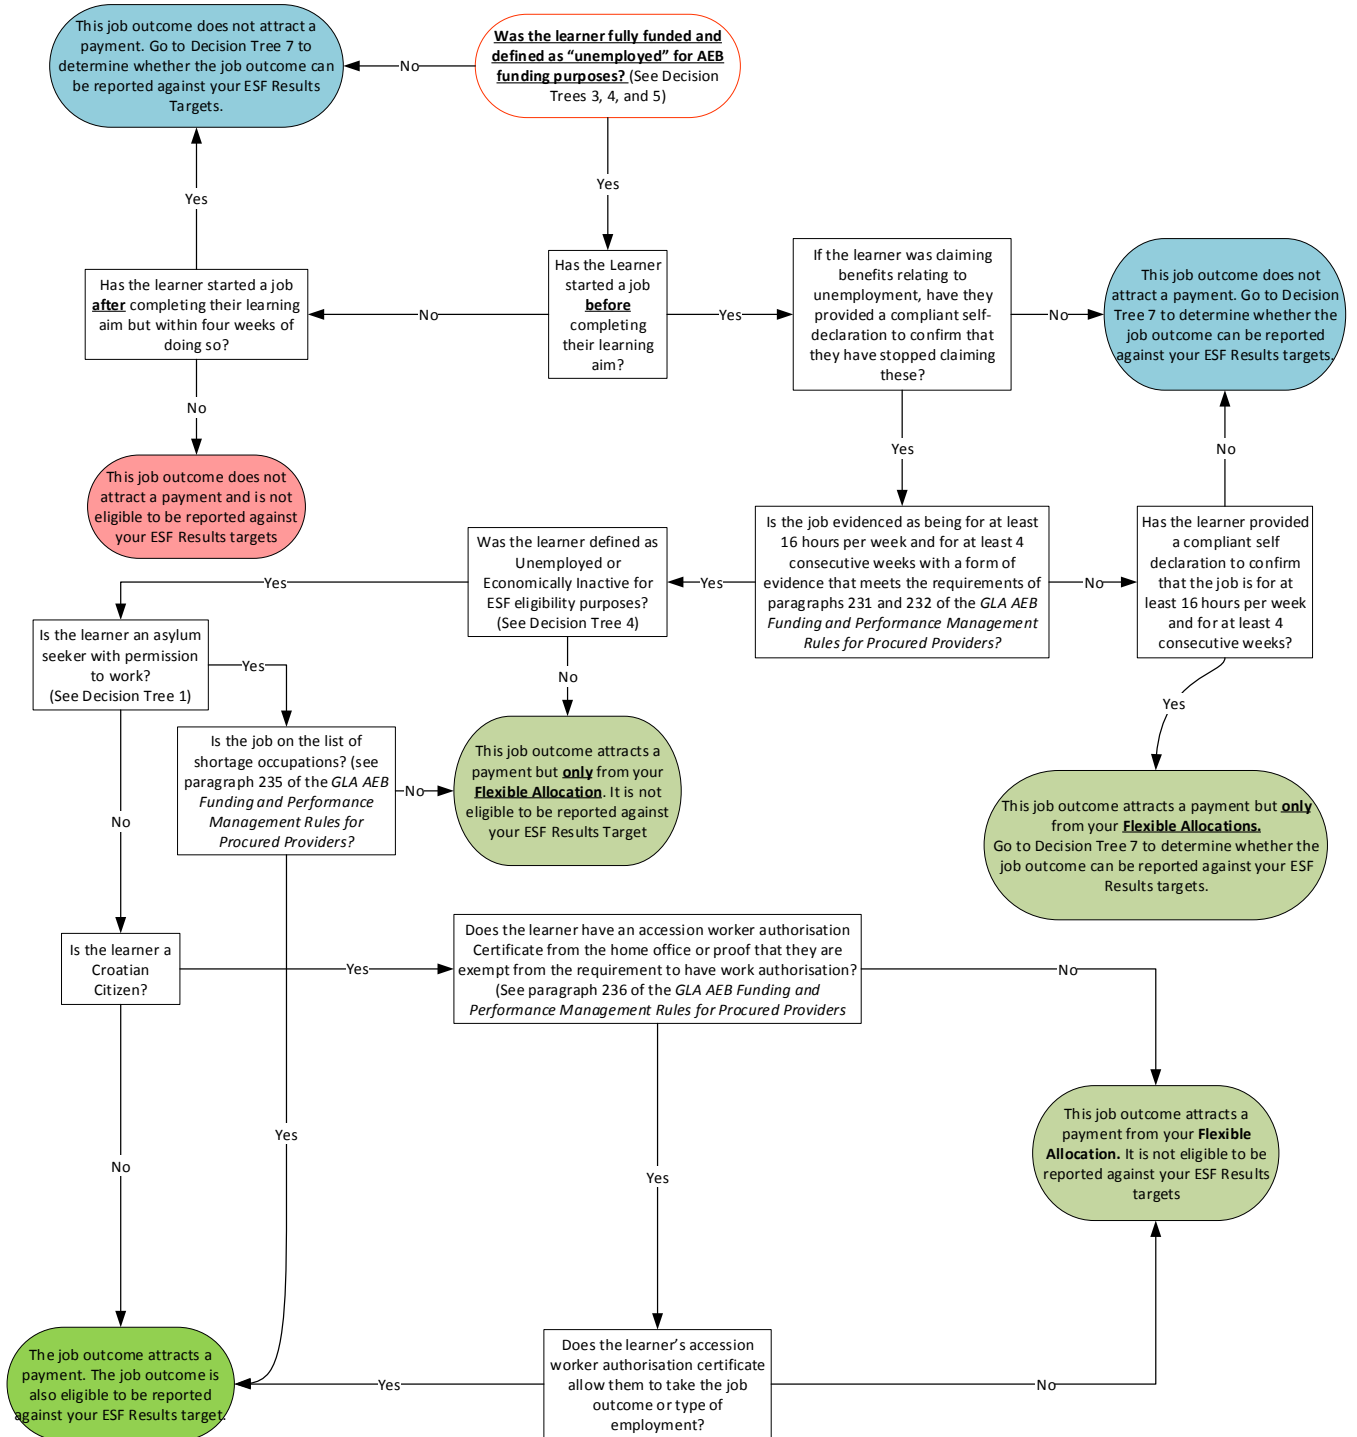 This job outcome does not attract a
payment. Go to Decision Tree 7 to
determine whether the job outcome can
be reported against your ESF Results
Targets.
No
Was the learner fully funded and
defined as “unemployed” for AEB
funding purposes? (See Decision
Trees 3, 4, and 5)
Yes
Yes
Has the learner started a job
after completing their learning
aim but within four weeks of
doing so?
No
Has the Learner
started a job
before
completing
their learning
aim?
Yes
If the learner was claiming
benefits relating to
unemployment, have they
provided a compliant self-
declaration to confirm that
they have stopped claiming
these?
No
This job outcome does not
attract a payment. Go to Decision
Tree 7 to determine whether the
job outcome can be reported
against your ESF Results targets.
No
Yes
No
This job outcome does not
attract a payment and is not
eligible to be reported against
your ESF Results targets
Yes
Was the learner defined as
Unemployed or
Economically Inactive for
ESF eligibility purposes?
(See Decision Tree 4)
Yes
Is the job evidenced as being for at least
16 hours per week and for at least 4
consecutive weeks with a form of
evidence that meets the requirements of
paragraphs 231 and 232 of the GLA AEB
Funding and Performance Management
Rules for Procured Providers?
No
Has the learner provided
a compliant self
declaration to confirm
that the job is for at
least 16 hours per week
and for at least 4
consecutive weeks?
Is the learner an asylum
seeker with permission
to work?
(See Decision Tree 1)
Yes
No
Yes
Is the job on the list of
shortage occupations? (see
paragraph 235 of the GLA AEB
Funding and Performance
Management Rules for
Procured Providers?
No
This job outcome attracts a
payment but only from your
Flexible Allocation. It is not
eligible to be reported against
your ESF Results Target
This job outcome attracts a payment but only
from your Flexible Allocations.
Go to Decision Tree 7 to determine whether the
job outcome can be reported against your ESF
Results targets.
No
Is the learner a
Croatian
Citizen?
Yes
Does the learner have an accession worker authorisation
Certificate from the home office or proof that they are
exempt from the requirement to have work authorisation?
(See paragraph 236 of the GLA AEB Funding and
Performance Management Rules for Procured Providers
No
Yes
No
Yes
This job outcome attracts a
payment from your Flexible
Allocation. It is not eligible to be
reported against your ESF Results
targets
The job outcome attracts a
payment. The job outcome is
also eligible to be reported
against your ESF Results target.
Yes
Does the learner’s accession
worker authorisation certificate
allow them to take the job
outcome or type of
employment?
No